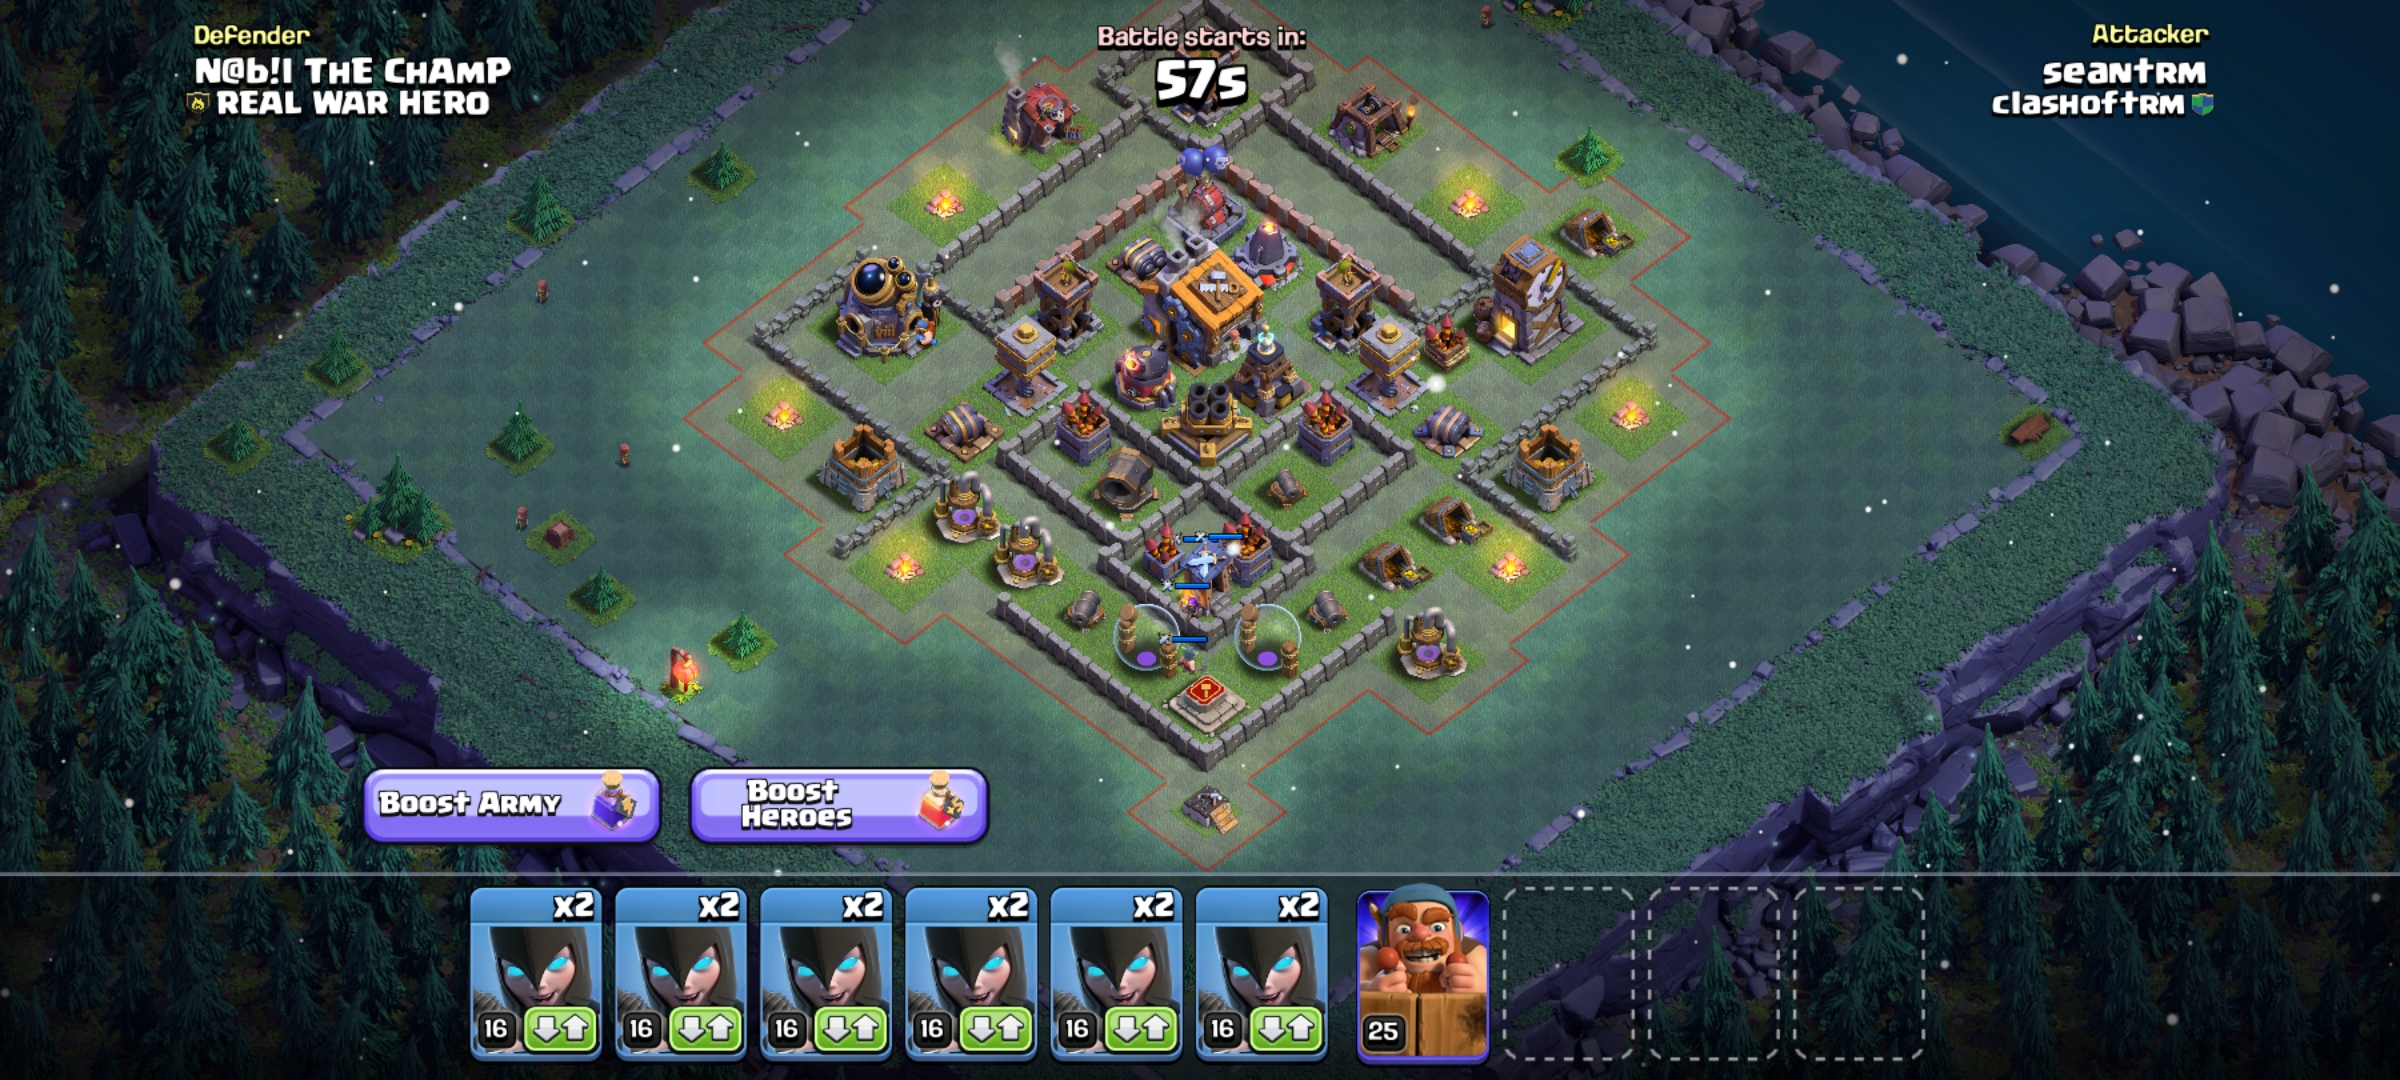 Defender
N@b!l ThE ChAmP
REAL WAR HERO
Battle starts in:
57s
Attacker
seantRM
clashoftRM
Boost Army
Boost
Heroes
x2
x2
x2
x2
x2
x2
16
16
16
16
16
16
25